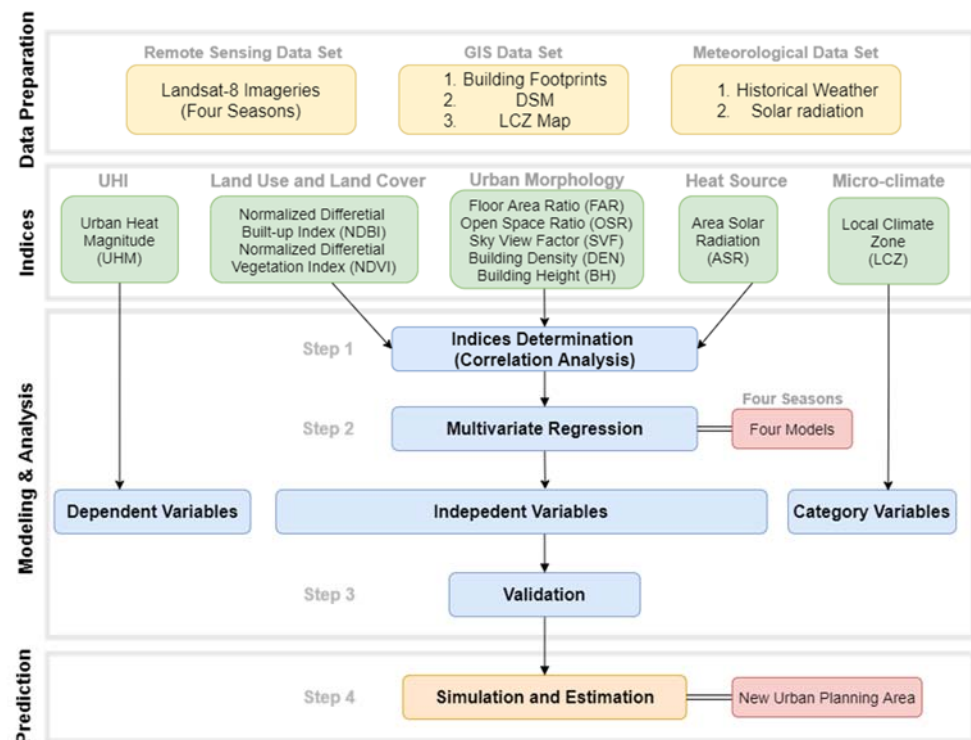 Data Preparation
Remote Sensing Data Set
GIS Data Set
Meteorological Data Set
Landsat-8 Imageries
(Four Seasons)
1. Building Footprints
2. DSM
3. LCZ Map
1. Historical Weather
2. Solar radiation
Indices
UHI
Land Use and Land Cover
Urban Morphology
Heat Source
Micro-climate
Urban Heat
Magnitude
(UHM)
Normalized Differetial
Built-up Index (NDBI)
Normalized Differetial
Vegetation Index (NDVI)
Floor Area Ratio (FAR)
Open Space Ratio (OSR)
Sky View Factor (SVF)
Building Density (DEN)
Building Height (BH)
Area Solar
Radiation
(ASR)
Local Climate
Zone
(LCZ)
Modeling & Analysis
Step 1
Indices Determination
(Correlation Analysis)
Step 2
Multivariate Regression
Four Seasons
Four Models
Dependent Variables
Indepedent Variables
Category Variables
Step 3
Validation
Prediction
Step 4
Simulation and Estimation
New Urban Planning Area